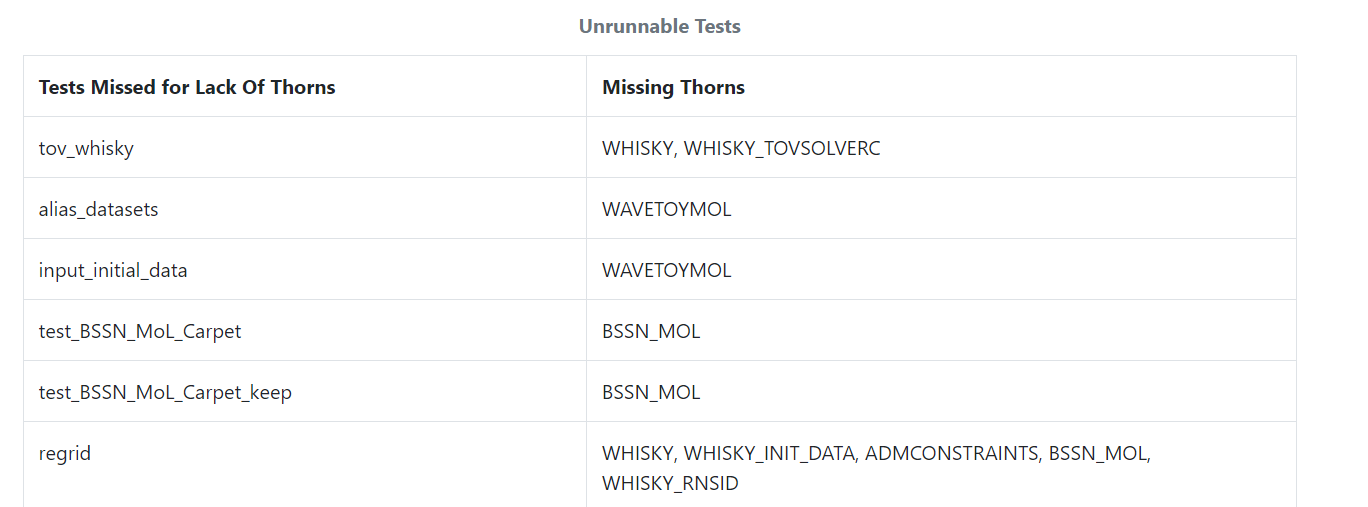 Unrunnable Tests
Tests Missed for Lack Of Thorns Missing Thorns
tov_whisky WHISKY, WHISKY_TOVSOLVERC
alias_datasets WAVETOYMOL
input_initial_data WAVETOYMOL
test_BSSN_MoL_Carpet BSSN_MOL
test_BSSN_MoL_Carpet_keep BSSN_MOL
regrid WHISKY, WHISKY_INIT_DATA, ADMCONSTRAINTS, BSSN_MOL,
WHISKY_RNSID